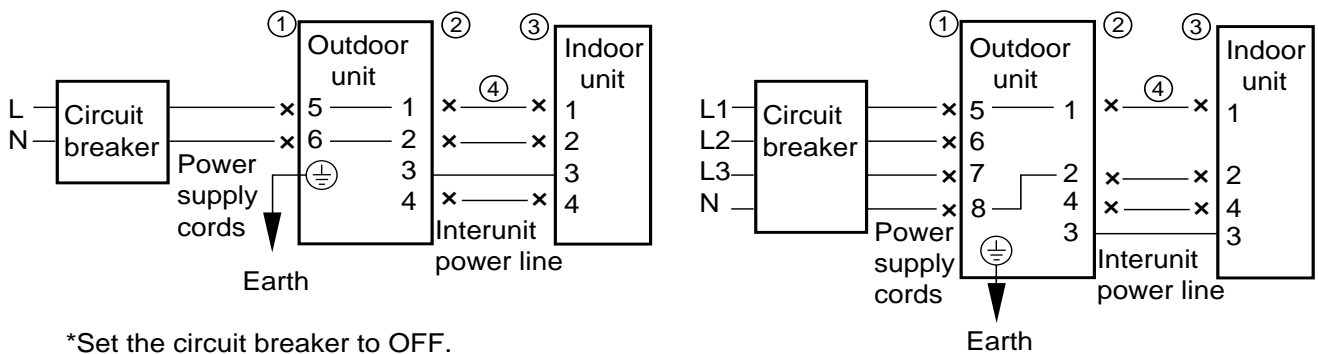 ① ② ③
Outdoor unit
Indoor unit
④
L
N
Circuit breaker
5 1
6 2
3
4
1
2
3
4
Power supply cords
Interunit power line
Earth
*Set the circuit breaker to OFF.
① ② ③
Outdoor unit
Indoor unit
④
L1
L2
L3
N
Circuit breaker
5 1
6
7 2
8 4
3
1
2
4
3
Power supply cords
Interunit power line
Earth